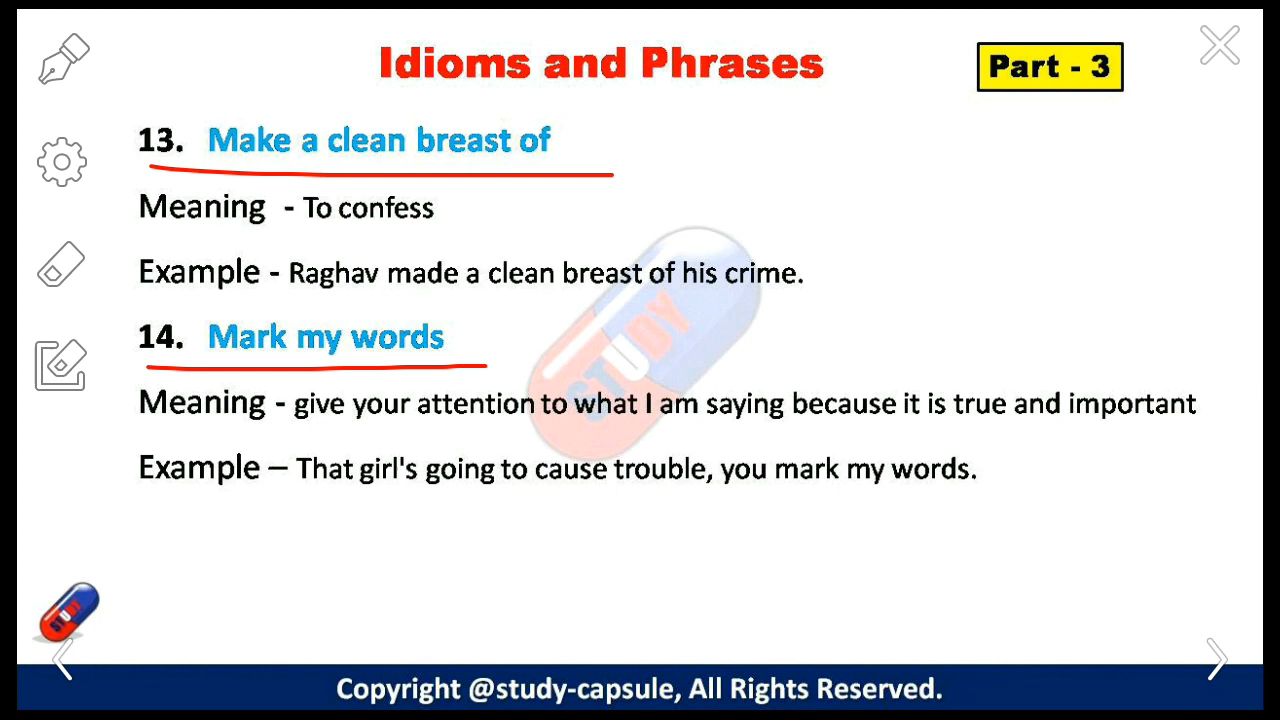 Idioms and Phrases
Part - 3
13. Make a clean breast of
Meaning - To confess
Example - Raghav made a clean breast of his crime.
14. Mark my words
Meaning - give your attention to what I am saying because it is true and important
Example – That girl's going to cause trouble, you mark my words.
STUDY
STUDY
Copyright @study-capsule, All Rights Reserved.